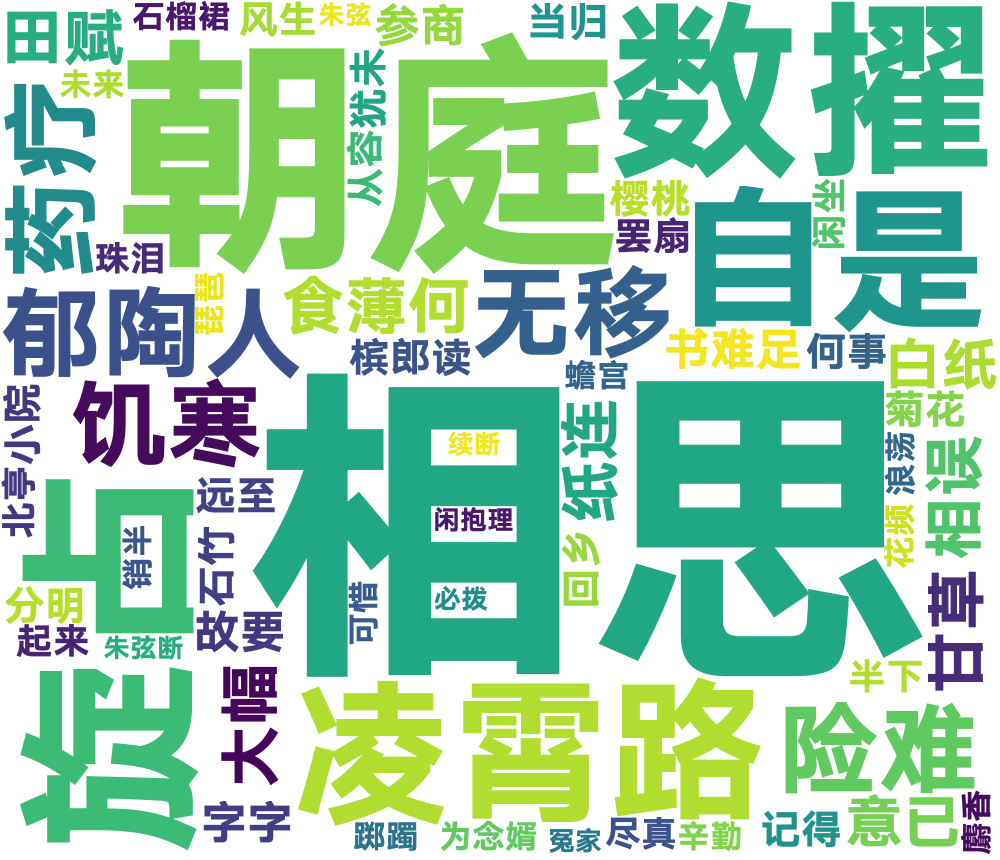 田赋
石榴裙
风生
朱弦
参商
当归
数擢
未来
朝庭
从容犹未
药疗
樱桃
闲坐
罢扇
自是
珠泪
琵琶
食薄何
无移
郁陶人
槟郎读
书难足
何事
白纸
蟾宫
饥寒
北亭小院
相思
续断
纸连
菊花
浪荡
相误
远至
闲抱理
花频
占
销半
石竹
回乡
可惜
必拨
甘草
分明
故要
起来
朱弦断
半下
旋
大幅
凌霄路
险难
字字
踯躅
为念婿
冤家
尽真
辛勤
记得
意已
麝香